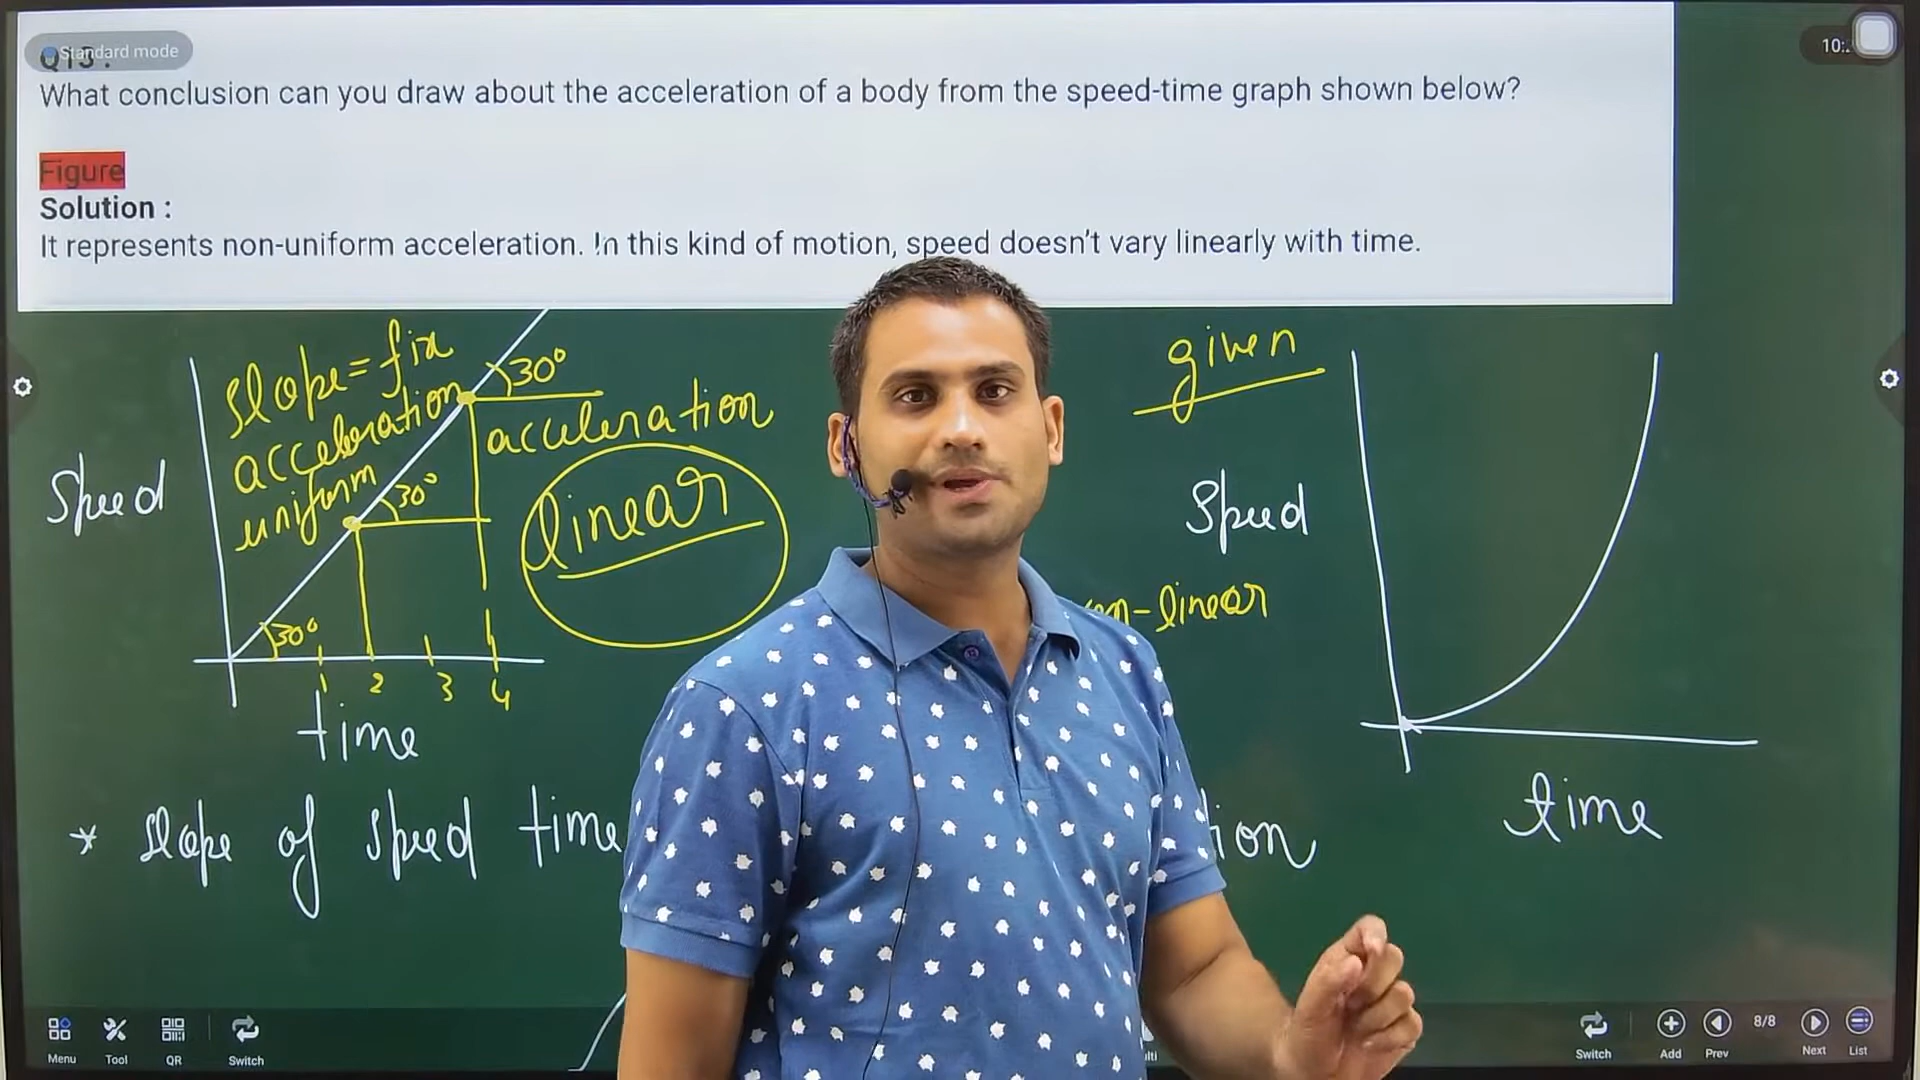 Standard mode
10:
Q13 :
What conclusion can you draw about the acceleration of a body from the speed-time graph shown below?
Figure
Solution :
It represents non-uniform acceleration. In this kind of motion, speed doesn't vary linearly with time.
slope = fix
acceleration
uniform
30°
acceleration
linear
30°
30°
Speed
1 2 3 4
time
given
Speed
-linear
time
* slope of speed time
Menu
Tool
QR
Switch
Switch
Add
Prev
8/8
Next
List